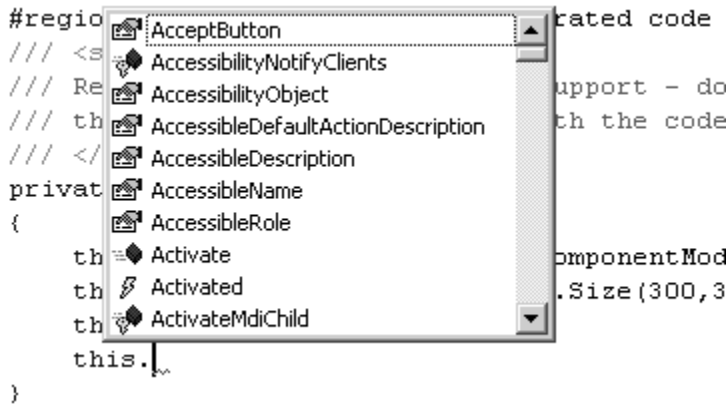 #regio
rated code
/// <s
/// Re
upport - do
/// th
th the code
/// </
privat
{
th
omponentMod
th
.Size(300,3
th
this.
}
AcceptButton
AccessibilityNotifyClients
AccessibilityObject
AccessibleDefaultActionDescription
AccessibleDescription
AccessibleName
AccessibleRole
Activate
Activated
ActivateMdiChild